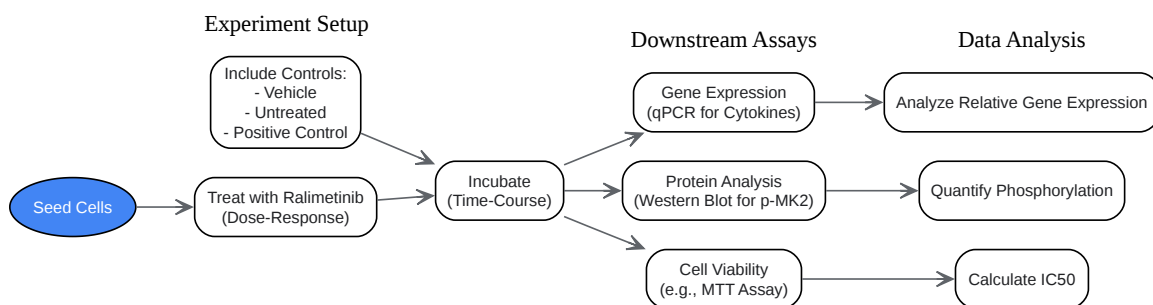 Experiment Setup
Include Controls:
- Vehicle
- Untreated
- Positive Control
Seed Cells
Treat with Ralimetinib
(Dose-Response)
Incubate
(Time-Course)
Downstream Assays
Gene Expression
(qPCR for Cytokines)
Protein Analysis
(Western Blot for p-MK2)
Cell Viability
(e.g., MTT Assay)
Data Analysis
Analyze Relative Gene Expression
Quantify Phosphorylation
Calculate IC50